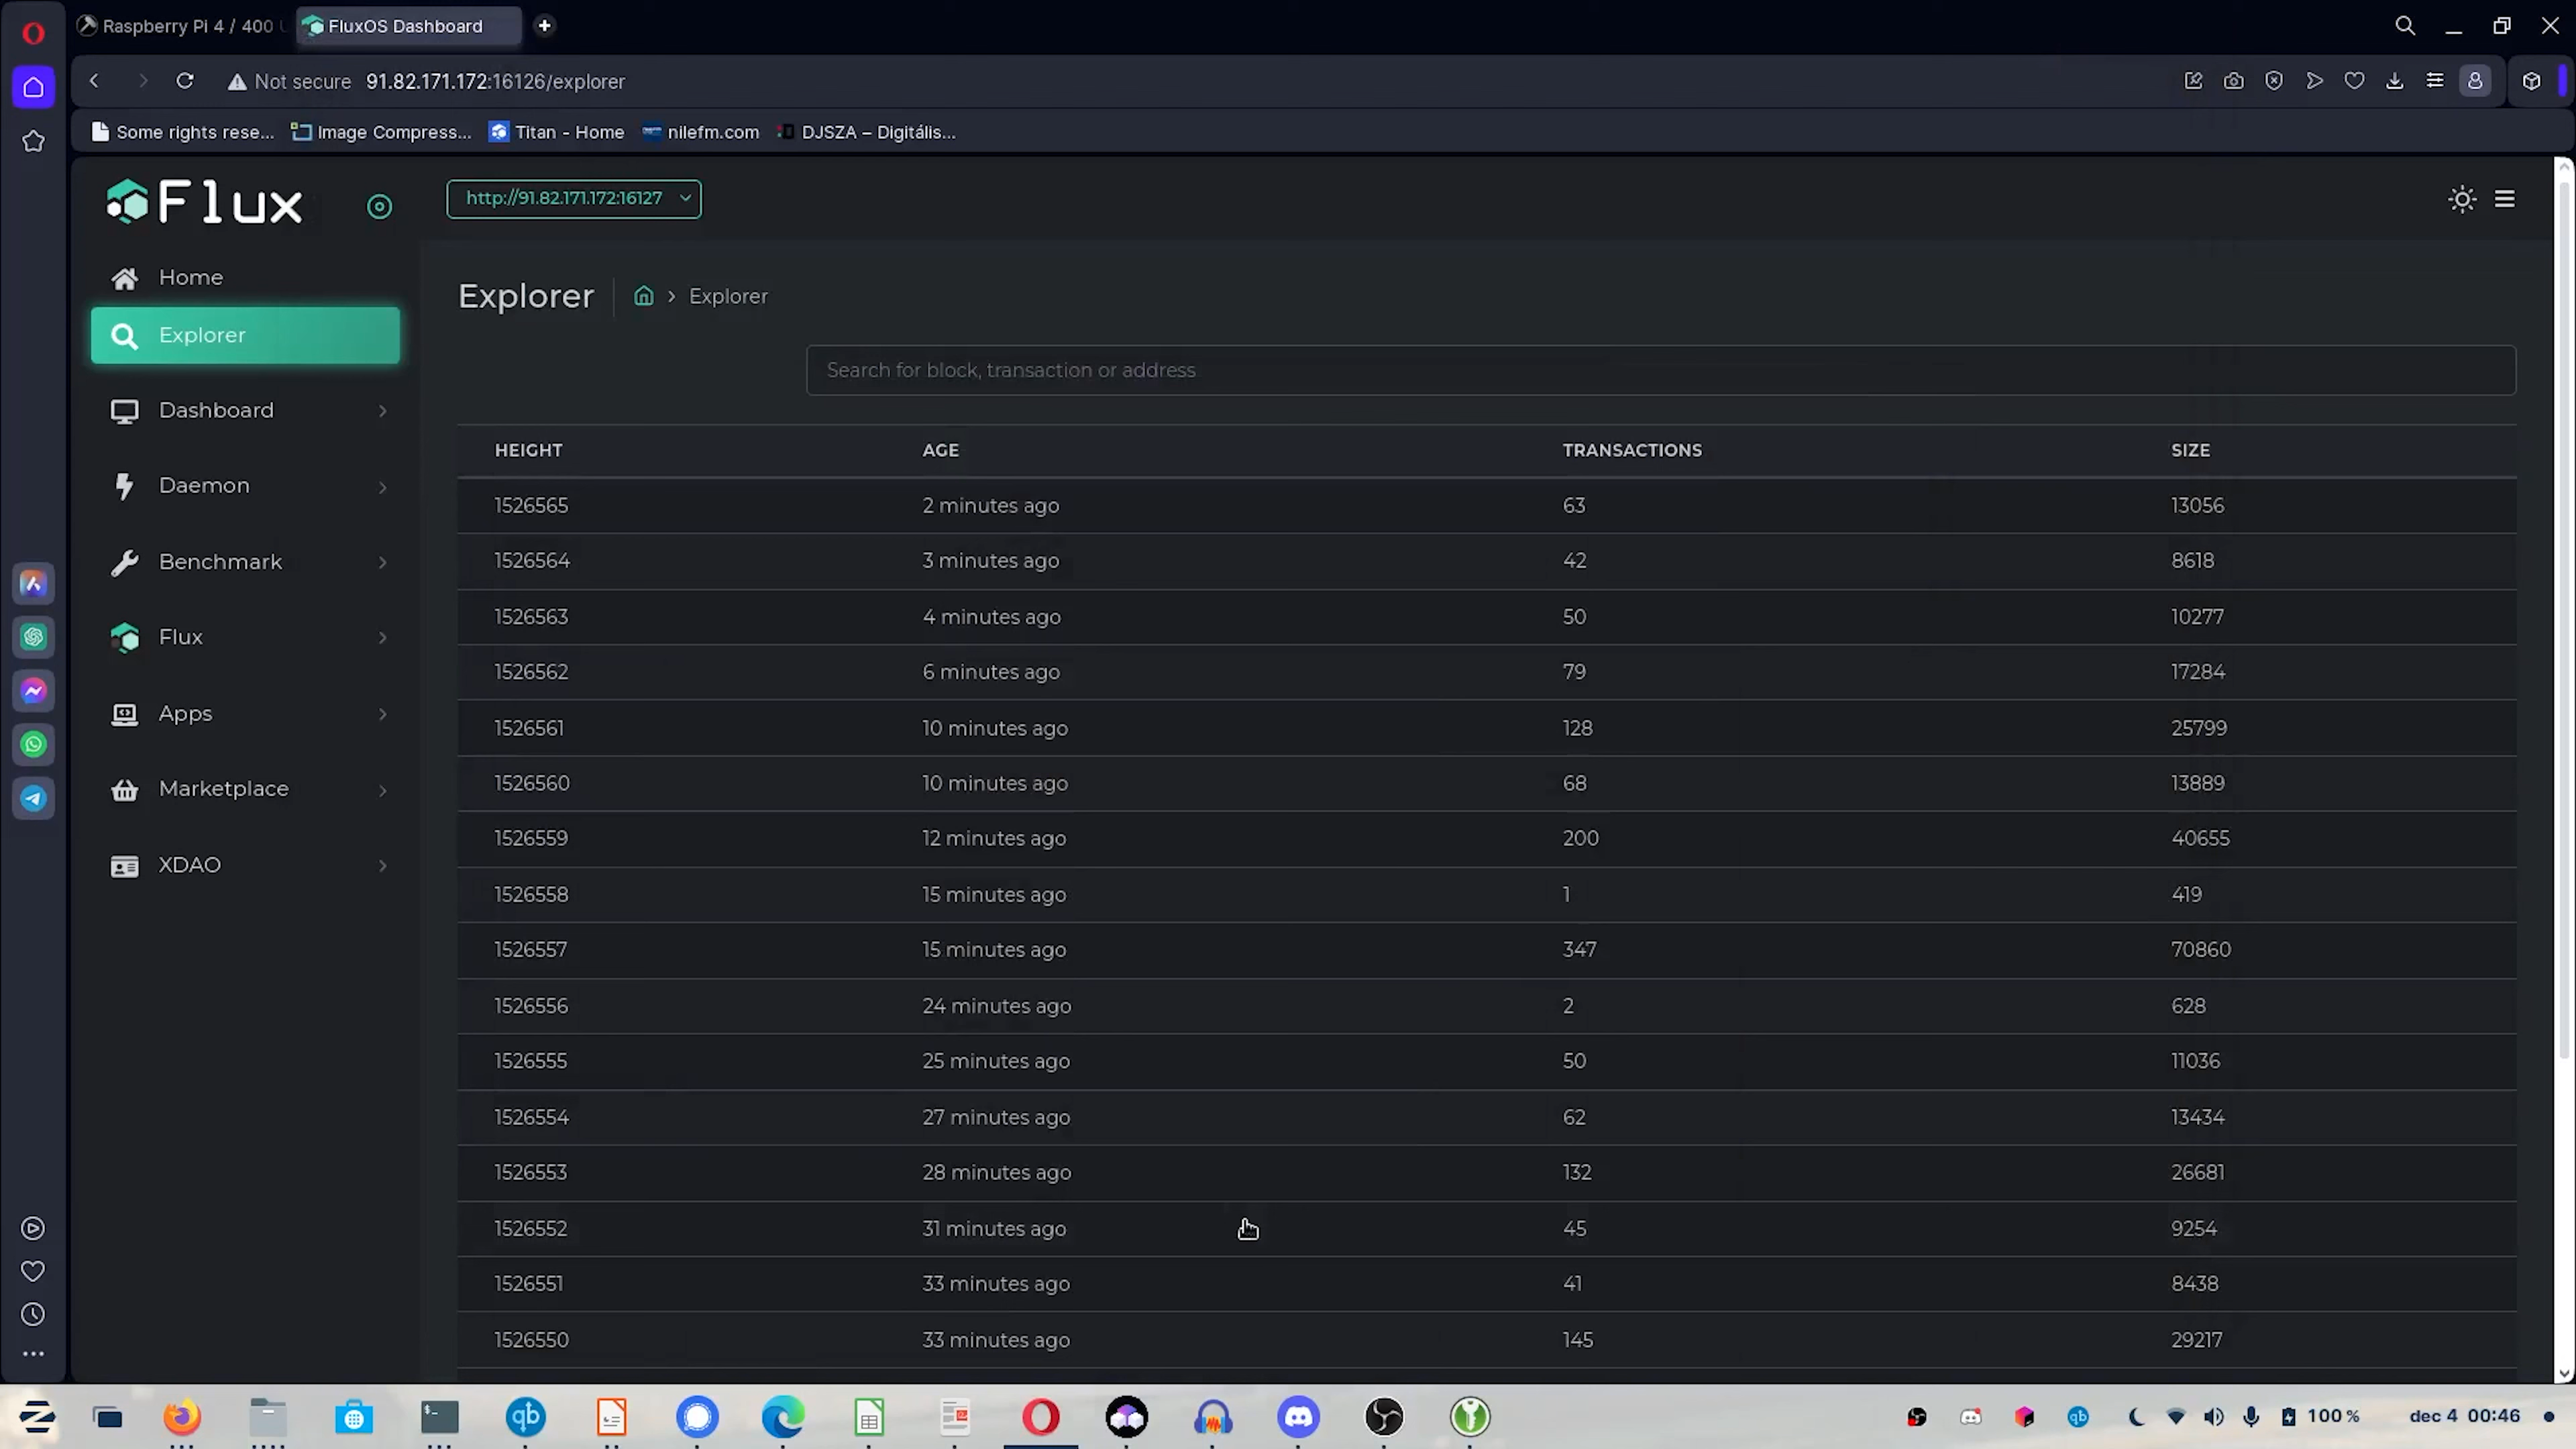 Raspberry Pi 4 / 400
FluxOS Dashboard
Not secure 91.82.171.172:16126/explorer
Some rights rese...
Image Compress...
Titan - Home
nilefm.com
DJSZA – Digitális...
Flux
http://91.82.171.172:16127
Home
Explorer
Dashboard
Daemon
Benchmark
Flux
Apps
Marketplace
XDAO
Explorer
Explorer
Search for block, transaction or address
HEIGHT AGE TRANSACTIONS SIZE
1526565 2 minutes ago 63 13056
1526564 3 minutes ago 42 8618
1526563 4 minutes ago 50 10277
1526562 6 minutes ago 79 17284
1526561 10 minutes ago 128 25799
1526560 10 minutes ago 68 13889
1526559 12 minutes ago 200 40655
1526558 15 minutes ago 1 419
1526557 15 minutes ago 347 70860
1526556 24 minutes ago 2 628
1526555 25 minutes ago 50 11036
1526554 27 minutes ago 62 13434
1526553 28 minutes ago 132 26681
1526552 31 minutes ago 45 9254
1526551 33 minutes ago 41 8438
1526550 33 minutes ago 145 29217
qb
qb
100 %
dec 4 00:46